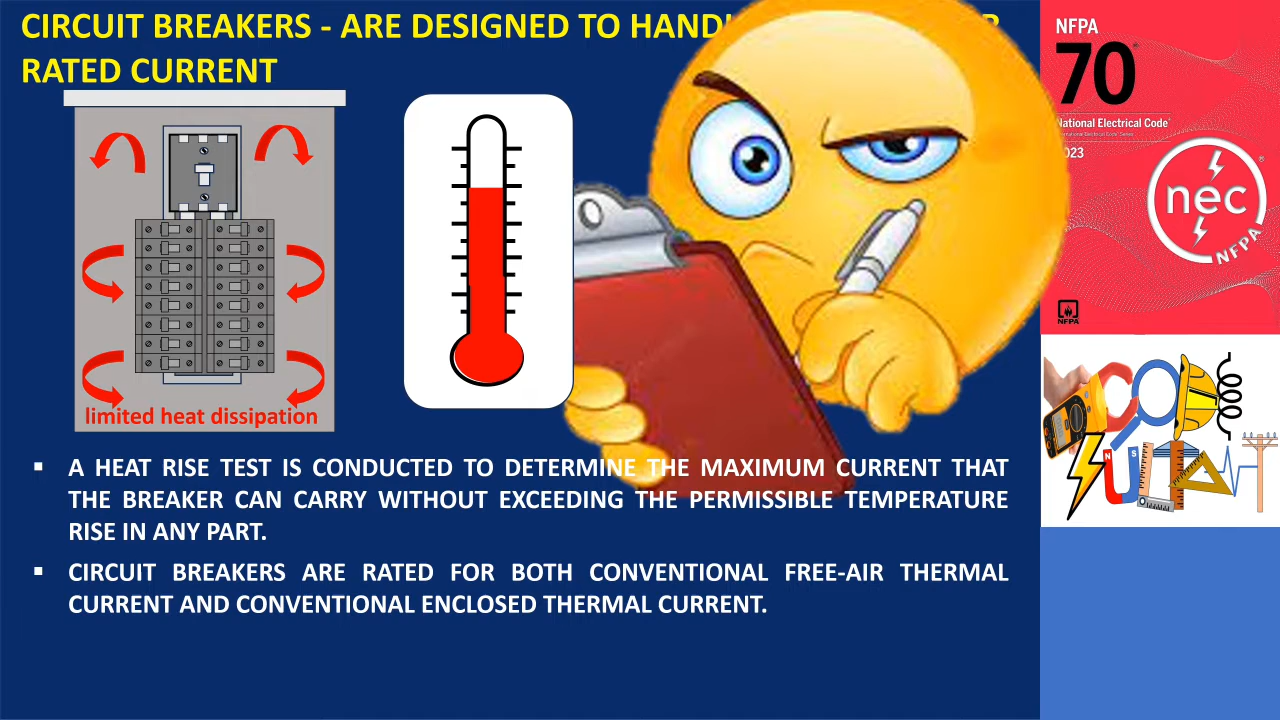 CIRCUIT BREAKERS - ARE DESIGNED TO
RATED CURRENT
limited heat dissipation
▪ A HEAT RISE TEST IS CONDUCTED TO DETERMINE THE MAXIMUM CURRENT THAT
THE BREAKER CAN CARRY WITHOUT EXCEEDING THE PERMISSIBLE TEMPERATURE
RISE IN ANY PART.
▪ CIRCUIT BREAKERS ARE RATED FOR BOTH CONVENTIONAL FREE-AIR THERMAL
CURRENT AND CONVENTIONAL ENCLOSED THERMAL CURRENT.
NFPA
70
National Electrical Code
nec
NFPA
NFPA
N S